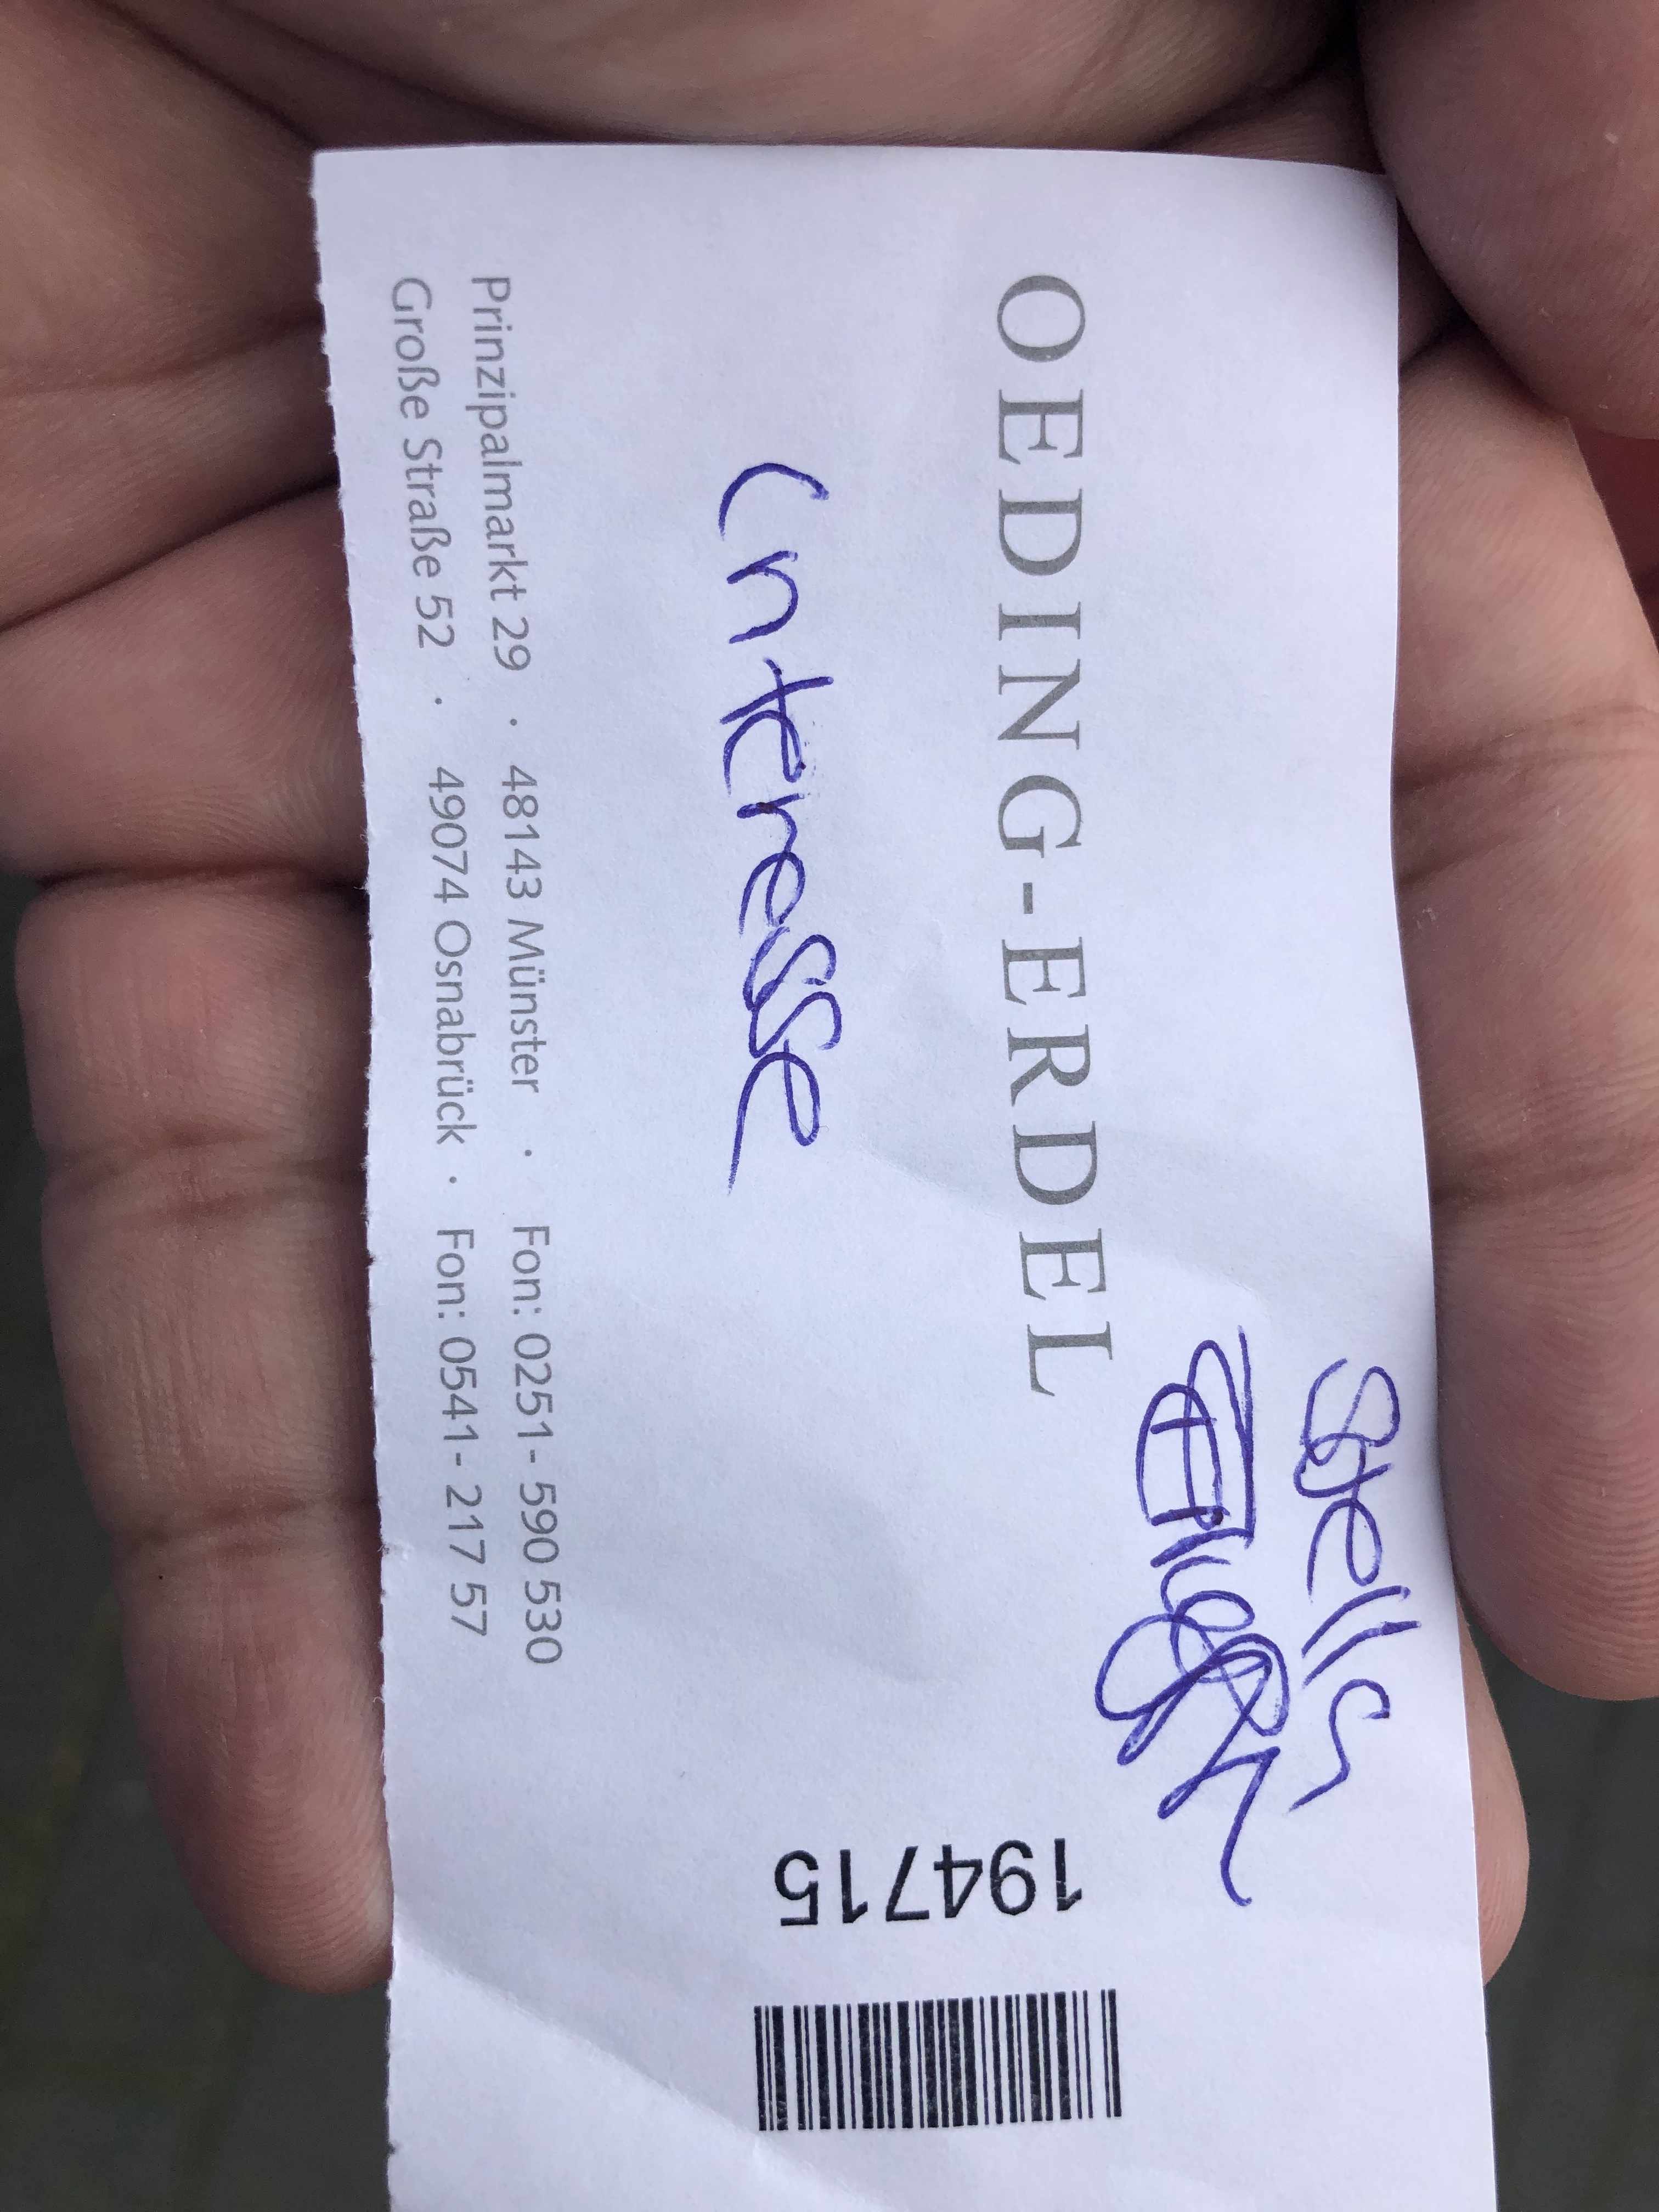 Stella
OEDING-ERDEL
Interesse
Prinzipalmarkt 29 · 48143 Münster · Fon: 0251- 590 530
Große Straße 52 · 49074 Osnabrück · Fon: 0541- 217 57
194715